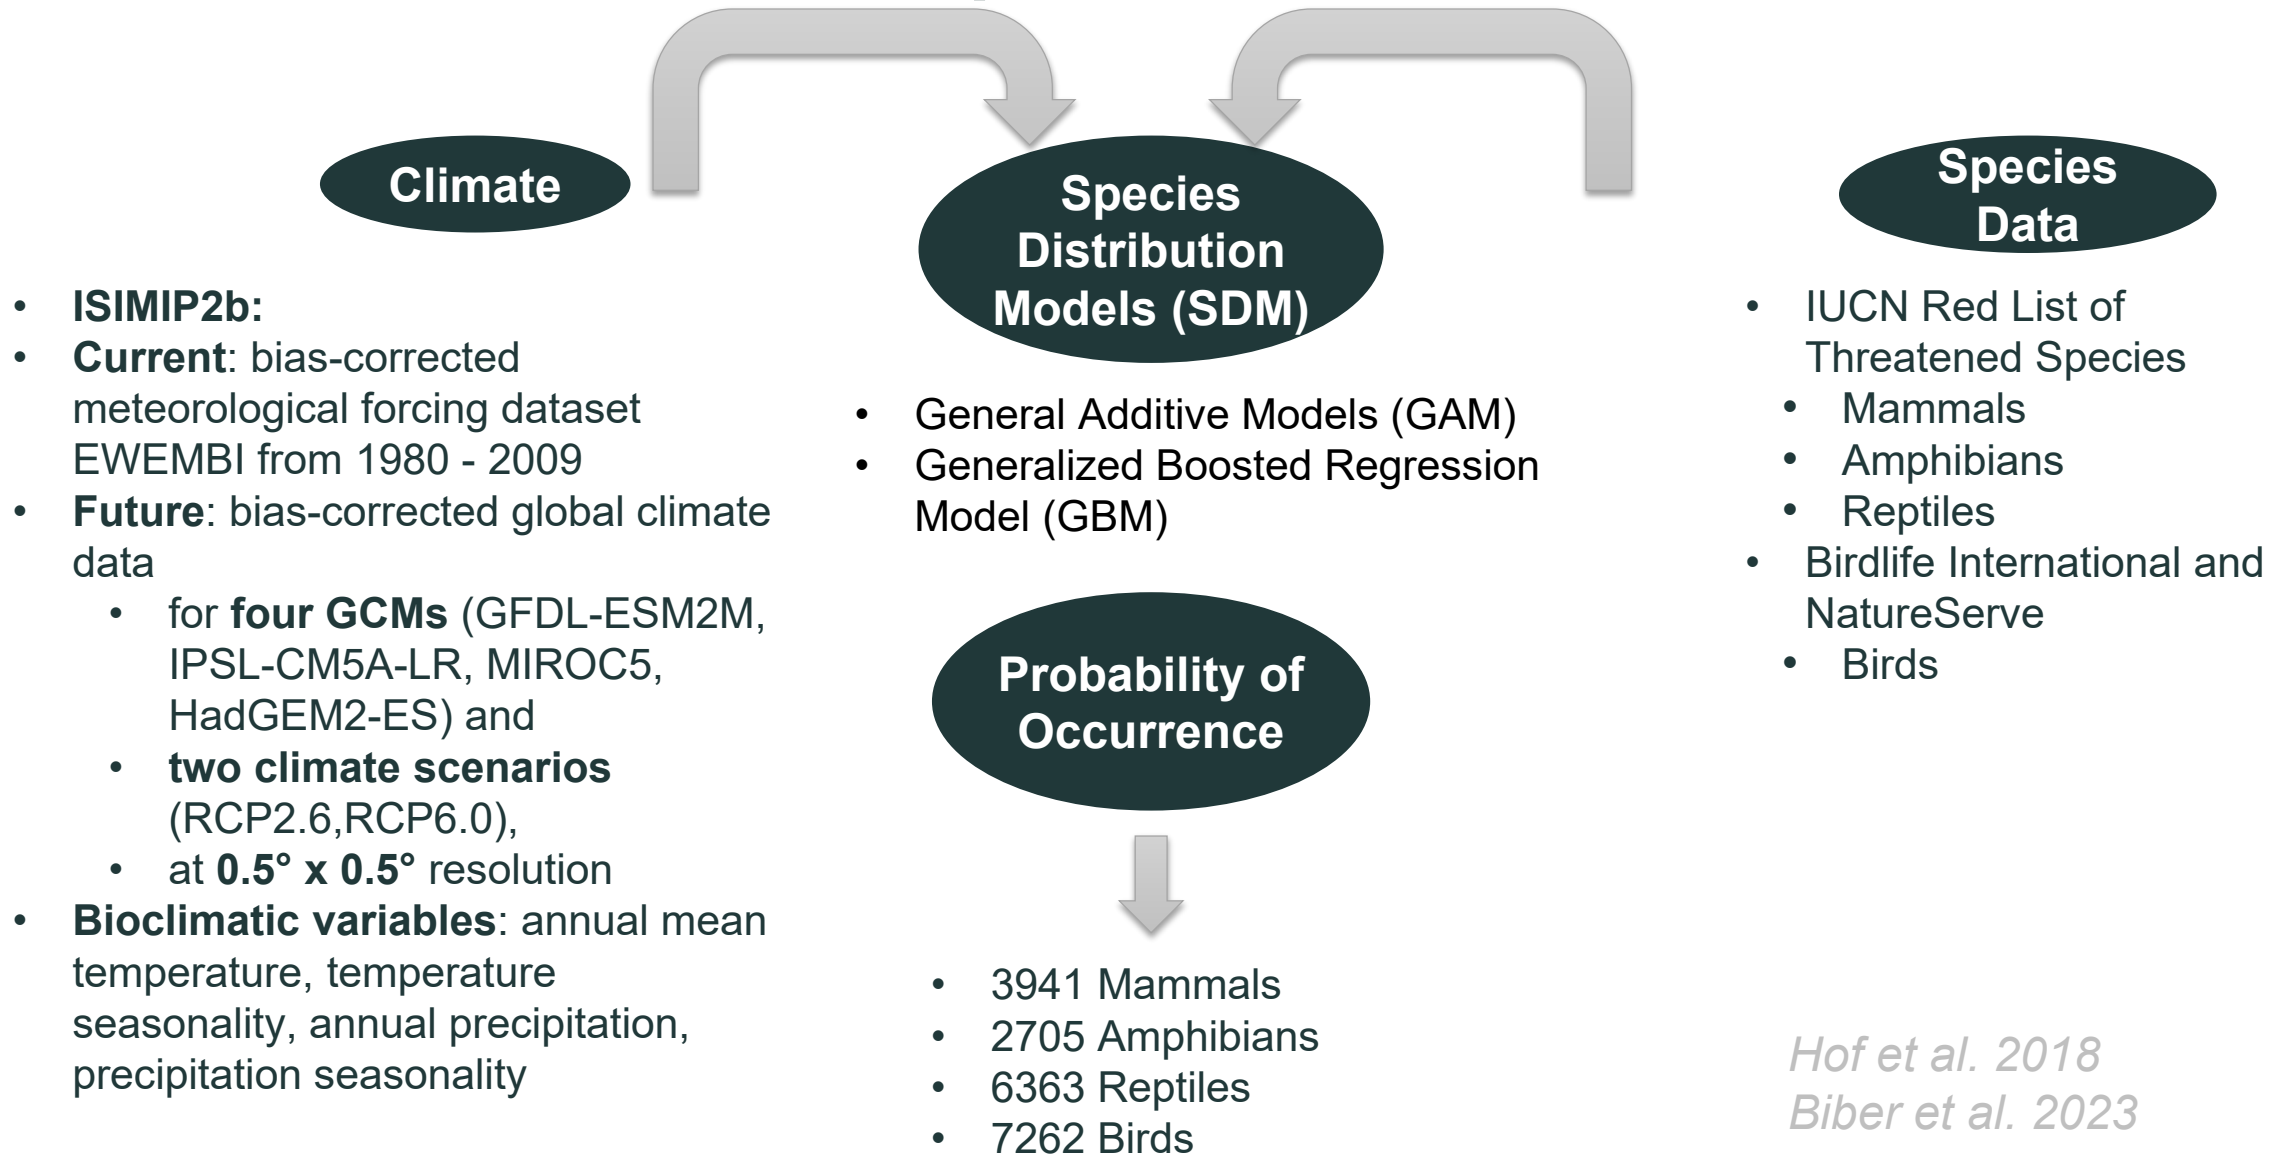 Climate
• ISIMIP2b:
• Current: bias-corrected
meteorological forcing dataset
EWEMBI from 1980 - 2009
• Future: bias-corrected global climate
data
• for four GCMs (GFDL-ESM2M,
IPSL-CM5A-LR, MIROC5,
HadGEM2-ES) and
• two climate scenarios
(RCP2.6,RCP6.0),
• at 0.5° x 0.5° resolution
• Bioclimatic variables: annual mean
temperature, temperature
seasonality, annual precipitation,
precipitation seasonality
Species
Distribution
Models (SDM)
• General Additive Models (GAM)
• Generalized Boosted Regression
Model (GBM)
Probability of
Occurrence
• 3941 Mammals
• 2705 Amphibians
• 6363 Reptiles
• 7262 Birds
Species
Data
• IUCN Red List of
Threatened Species
• Mammals
• Amphibians
• Reptiles
• Birdlife International and
NatureServe
• Birds
Hof et al. 2018
Biber et al. 2023